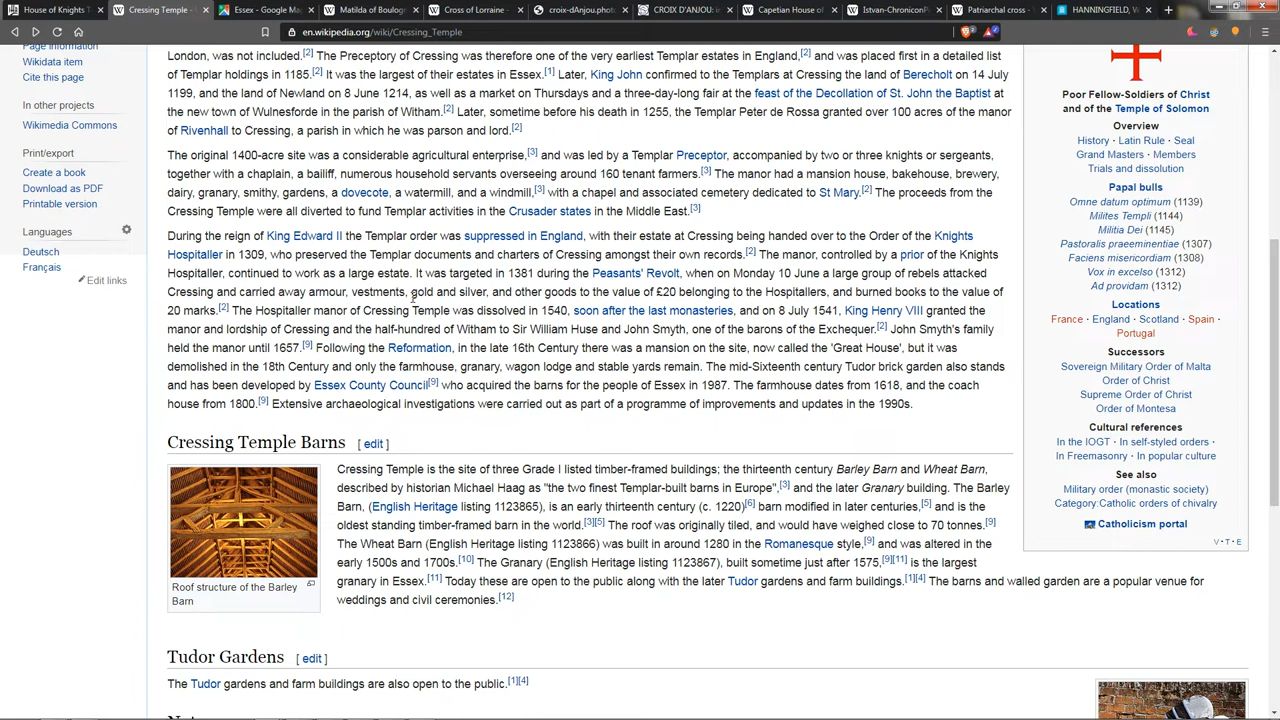 House of Knights T
Cressing Temple -
Essex - Google Ma
Matilda of Boulog
Cross of Lorraine -
croix-dAnjou.photo
CROIX D'ANJOU: im
Capetian House of
Istvan-ChroniconP
Patriarchal cross -
HANNINGFIELD, W
en.wikipedia.org/wiki/Cressing_Temple
Page information
Wikidata item
Cite this page
In other projects
Wikimedia Commons
Print/export
Create a book
Download as PDF
Printable version
Languages
Deutsch
Français
Edit links
London, was not included.[2] The Preceptory of Cressing was therefore one of the very earliest Templar estates in England,[2] and was placed first in a detailed list
of Templar holdings in 1185.[2] It was the largest of their estates in Essex.[1] Later, King John confirmed to the Templars at Cressing the land of Berecholt on 14 July
1199, and the land of Newland on 8 June 1214, as well as a market on Thursdays and a three-day-long fair at the feast of the Decollation of St. John the Baptist at
the new town of Wulnesforde in the parish of Witham.[2] Later, sometime before his death in 1255, the Templar Peter de Rossa granted over 100 acres of the manor
of Rivenhall to Cressing, a parish in which he was parson and lord.[2]
The original 1400-acre site was a considerable agricultural enterprise,[3] and was led by a Templar Preceptor, accompanied by two or three knights or sergeants,
together with a chaplain, a bailiff, numerous household servants overseeing around 160 tenant farmers.[3] The manor had a mansion house, bakehouse, brewery,
dairy, granary, smithy, gardens, a dovecote, a watermill, and a windmill,[3] with a chapel and associated cemetery dedicated to St Mary.[2] The proceeds from the
Cressing Temple were all diverted to fund Templar activities in the Crusader states in the Middle East.[3]
During the reign of King Edward II the Templar order was suppressed in England, with their estate at Cressing being handed over to the Order of the Knights
Hospitaller in 1309, who preserved the Templar documents and charters of Cressing amongst their own records.[2] The manor, controlled by a prior of the Knights
Hospitaller, continued to work as a large estate. It was targeted in 1381 during the Peasants' Revolt, when on Monday 10 June a large group of rebels attacked
Cressing and carried away armour, vestments, gold and silver, and other goods to the value of £20 belonging to the Hospitallers, and burned books to the value of
20 marks.[2] The Hospitaller manor of Cressing Temple was dissolved in 1540, soon after the last monasteries, and on 8 July 1541, King Henry VIII granted the
manor and lordship of Cressing and the half-hundred of Witham to Sir William Huse and John Smyth, one of the barons of the Exchequer.[2] John Smyth's family
held the manor until 1657.[9] Following the Reformation, in the late 16th Century there was a mansion on the site, now called the 'Great House', but it was
demolished in the 18th Century and only the farmhouse, granary, wagon lodge and stable yards remain. The mid-Sixteenth century Tudor brick garden also stands
and has been developed by Essex County Council[9] who acquired the barns for the people of Essex in 1987. The farmhouse dates from 1618, and the coach
house from 1800.[9] Extensive archaeological investigations were carried out as part of a programme of improvements and updates in the 1990s.
Cressing Temple Barns [ edit ]
Roof structure of the Barley
Barn
Cressing Temple is the site of three Grade I listed timber-framed buildings; the thirteenth century Barley Barn and Wheat Barn,
described by historian Michael Haag as "the two finest Templar-built barns in Europe",[3] and the later Granary building. The Barley
Barn, (English Heritage listing 1123865), is an early thirteenth century (c. 1220)[6] barn modified in later centuries,[5] and is the
oldest standing timber-framed barn in the world.[3][5] The roof was originally tiled, and would have weighed close to 70 tonnes.[9]
The Wheat Barn (English Heritage listing 1123866) was built in around 1280 in the Romanesque style,[9] and was altered in the
early 1500s and 1700s.[10] The Granary (English Heritage listing 1123867), built sometime just after 1575,[9][11] is the largest
granary in Essex.[11] Today these are open to the public along with the later Tudor gardens and farm buildings.[1][4] The barns and walled garden are a popular venue for
weddings and civil ceremonies.[12]
Tudor Gardens [ edit ]
The Tudor gardens and farm buildings are also open to the public.[1][4]
Poor Fellow-Soldiers of Christ
and of the Temple of Solomon
Overview
History · Latin Rule · Seal
Grand Masters · Members
Trials and dissolution
Papal bulls
Omne datum optimum (1139)
Milites Templi (1144)
Militia Dei (1145)
Pastoralis praeeminentiae (1307)
Faciens misericordiam (1308)
Vox in excelso (1312)
Ad providam (1312)
Locations
France · England · Scotland · Spain ·
Portugal
Successors
Sovereign Military Order of Malta
Order of Christ
Supreme Order of Christ
Order of Montesa
Cultural references
In the IOGT · In self-styled orders ·
In Freemasonry · In popular culture
See also
Military order (monastic society)
Category:Catholic orders of chivalry
Catholicism portal
V · T · E